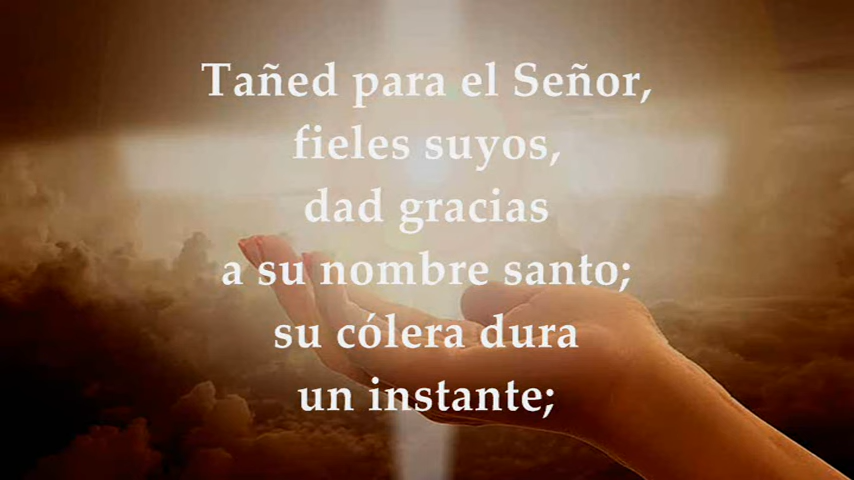 Tañed para el Señor,
fieles suyos,
dad gracias
a su nombre santo;
su cólera dura
un instante;